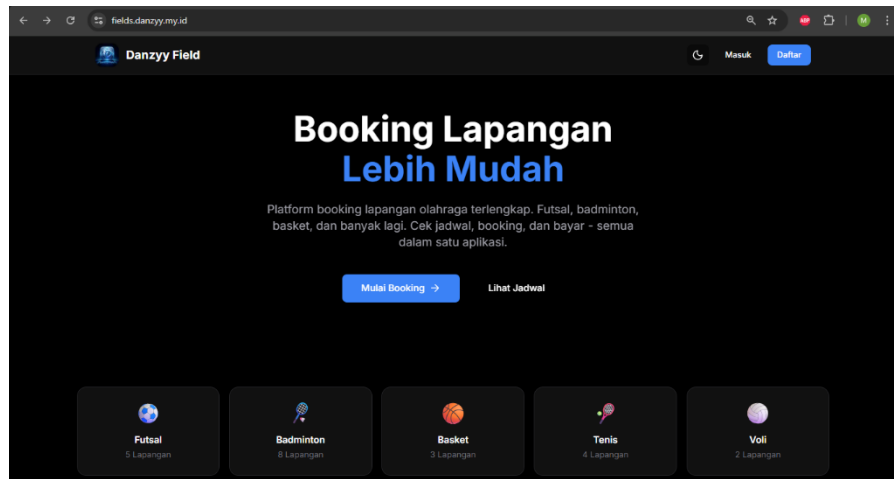 fields.danzyy.my.id
ABP
M
Danzyy Field
Masuk
Daftar
Booking Lapangan
Lebih Mudah
Platform booking lapangan olahraga terlengkap. Futsal, badminton,
basket, dan banyak lagi. Cek jadwal, booking, dan bayar - semua
dalam satu aplikasi.
Mulai Booking →
Lihat Jadwal
Futsal
5 Lapangan
Badminton
8 Lapangan
Basket
3 Lapangan
Tenis
4 Lapangan
Voli
2 Lapangan